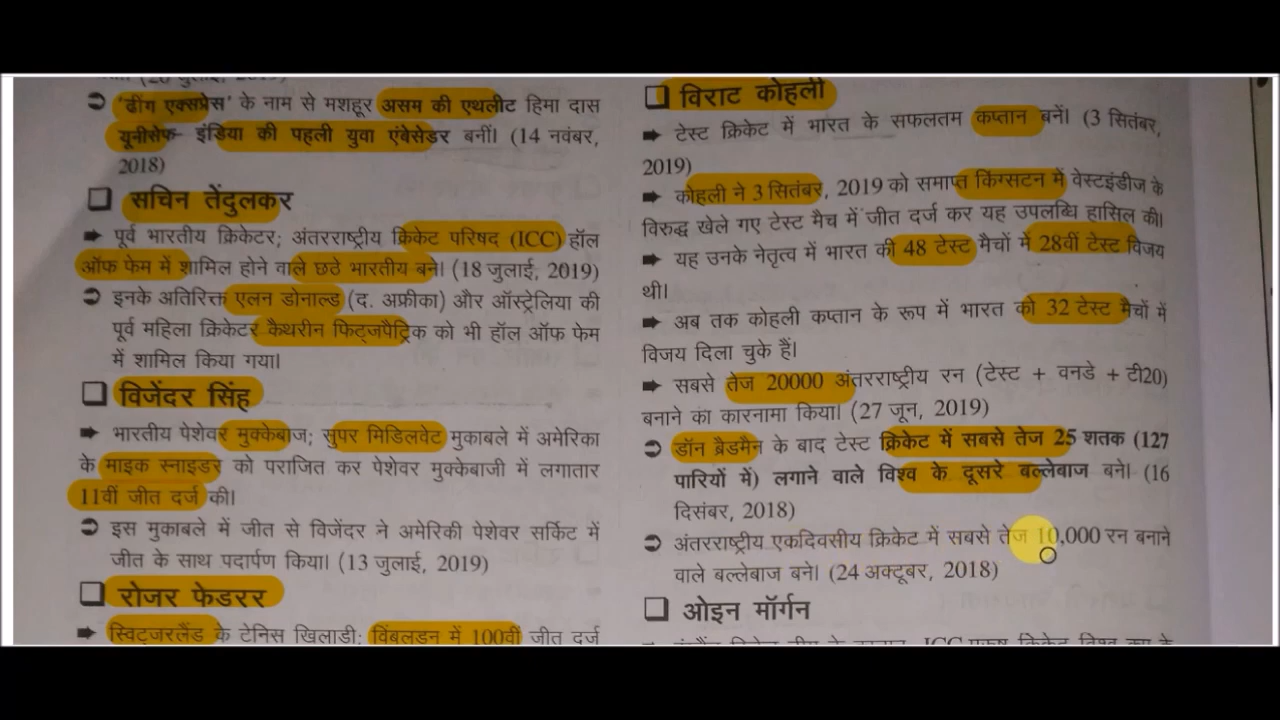 'ढींग एक्सप्रेस' के नाम से मशहूर असम की एथलीट हिमा दास
यूनीसेफ इंडिया की पहली युवा एंबेसेडर बनीं। (14 नवंबर,
2018)
सचिन तेंदुलकर
पूर्व भारतीय क्रिकेटर; अंतरराष्ट्रीय क्रिकेट परिषद (ICC) हॉल
ऑफ फेम में शामिल होने वाले छठे भारतीय बने। (18 जुलाई, 2019)
इनके अतिरिक्त एलन डोनाल्ड (द. अफ्रीका) और ऑस्ट्रेलिया की
पूर्व महिला क्रिकेटर कैथरीन फिट्जपैट्रिक को भी हॉल ऑफ फेम
में शामिल किया गया।
विजेंदर सिंह
भारतीय पेशेवर मुक्केबाज; सुपर मिडिलवेट मुकाबले में अमेरिका
के माइक स्नाइडर को पराजित कर पेशेवर मुक्केबाजी में लगातार
11वीं जीत दर्ज की।
इस मुकाबले में जीत से विजेंदर ने अमेरिकी पेशेवर सर्किट में
जीत के साथ पदार्पण किया। (13 जुलाई, 2019)
रोजर फेडरर
स्विट्जरलैंड के टेनिस खिलाड़ी; विंबलडन में 100वीं जीत दर्ज
विराट कोहली
टेस्ट क्रिकेट में भारत के सफलतम कप्तान बनें। (3 सितंबर,
2019)
कोहली ने 3 सितंबर, 2019 को समाप्त किंग्सटन में वेस्टइंडीज के
विरुद्ध खेले गए टेस्ट मैच में जीत दर्ज कर यह उपलब्धि हासिल की।
यह उनके नेतृत्व में भारत की 48 टेस्ट मैचों में 28वीं टेस्ट विजय
थी।
अब तक कोहली कप्तान के रूप में भारत को 32 टेस्ट मैचों में
विजय दिला चुके हैं।
सबसे तेज 20000 अंतरराष्ट्रीय रन (टेस्ट + वनडे + टी20)
बनाने का कारनामा किया। (27 जून, 2019)
डॉन ब्रैडमैन के बाद टेस्ट क्रिकेट में सबसे तेज 25 शतक (127
पारियों में) लगाने वाले विश्व के दूसरे बल्लेबाज बने। (16
दिसंबर, 2018)
अंतरराष्ट्रीय एकदिवसीय क्रिकेट में सबसे तेज 10,000 रन बनाने
वाले बल्लेबाज बने। (24 अक्टूबर, 2018)
ओइन मॉर्गन